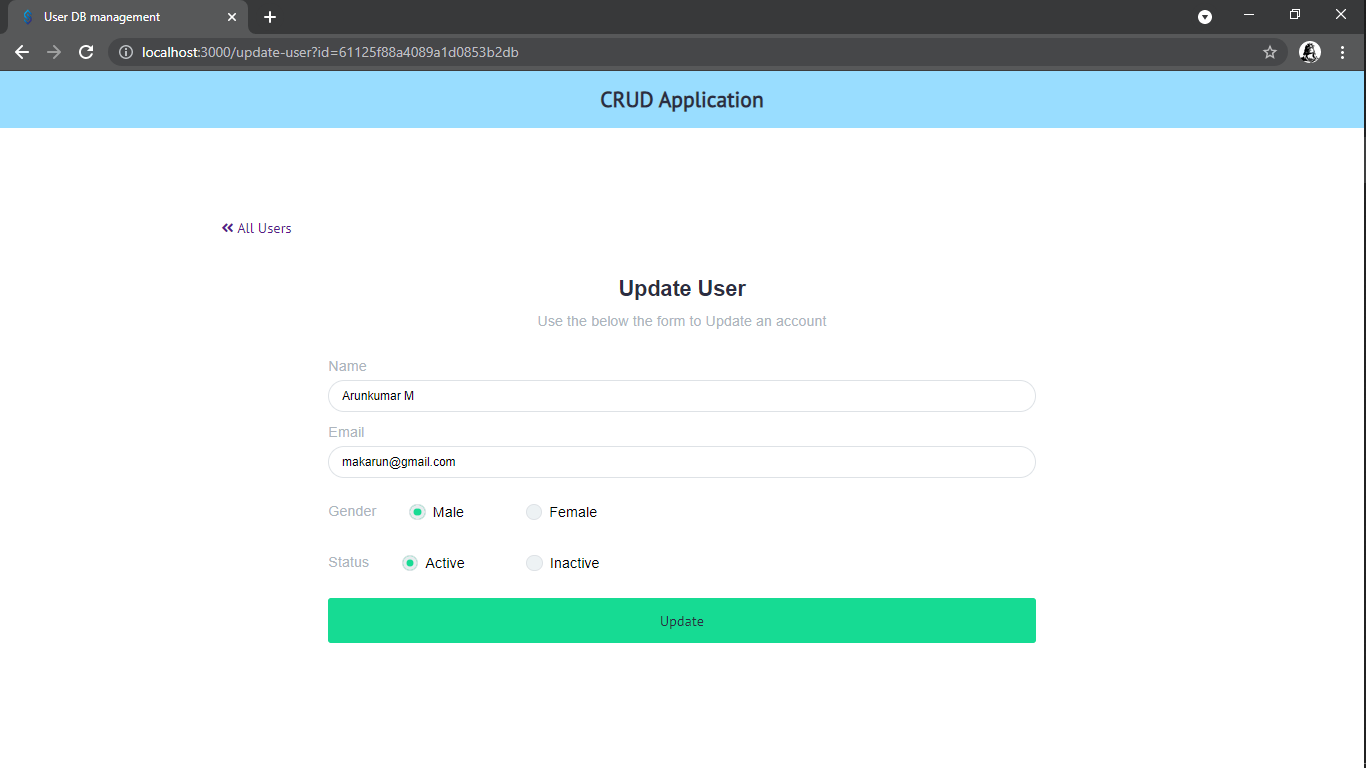 User DB management
localhost:3000/update-user?id=61125f88a4089a1d0853b2db
CRUD Application
All Users
Update User
Use the below the form to Update an account
Name
Arunkumar M
Email
makarun@gmail.com
Gender Male Female
Status Active Inactive
Update